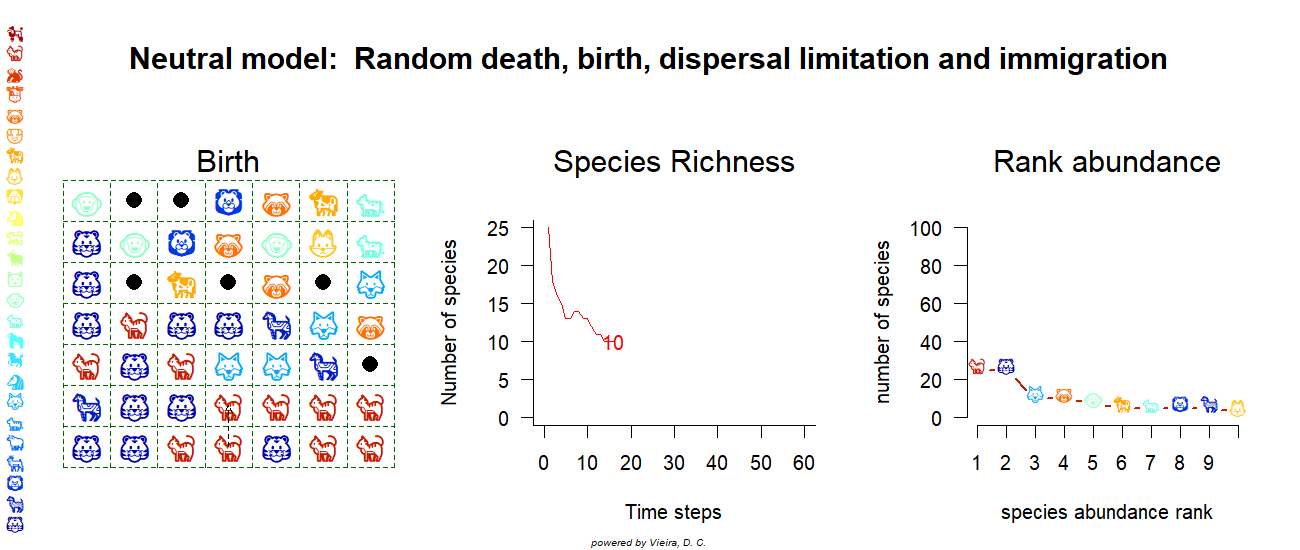 Neutral model:  Random death, birth, dispersal limitation and immigration
Birth
Species Richness
Rank abundance
Number of species
25
20
15
10
5
0
10
0 10 20 30 40 50 60
Time steps
number of species
100
80
60
40
20
0
1 2 3 4 5 6 7 8 9
species abundance rank
powered by Vieira, D. C.